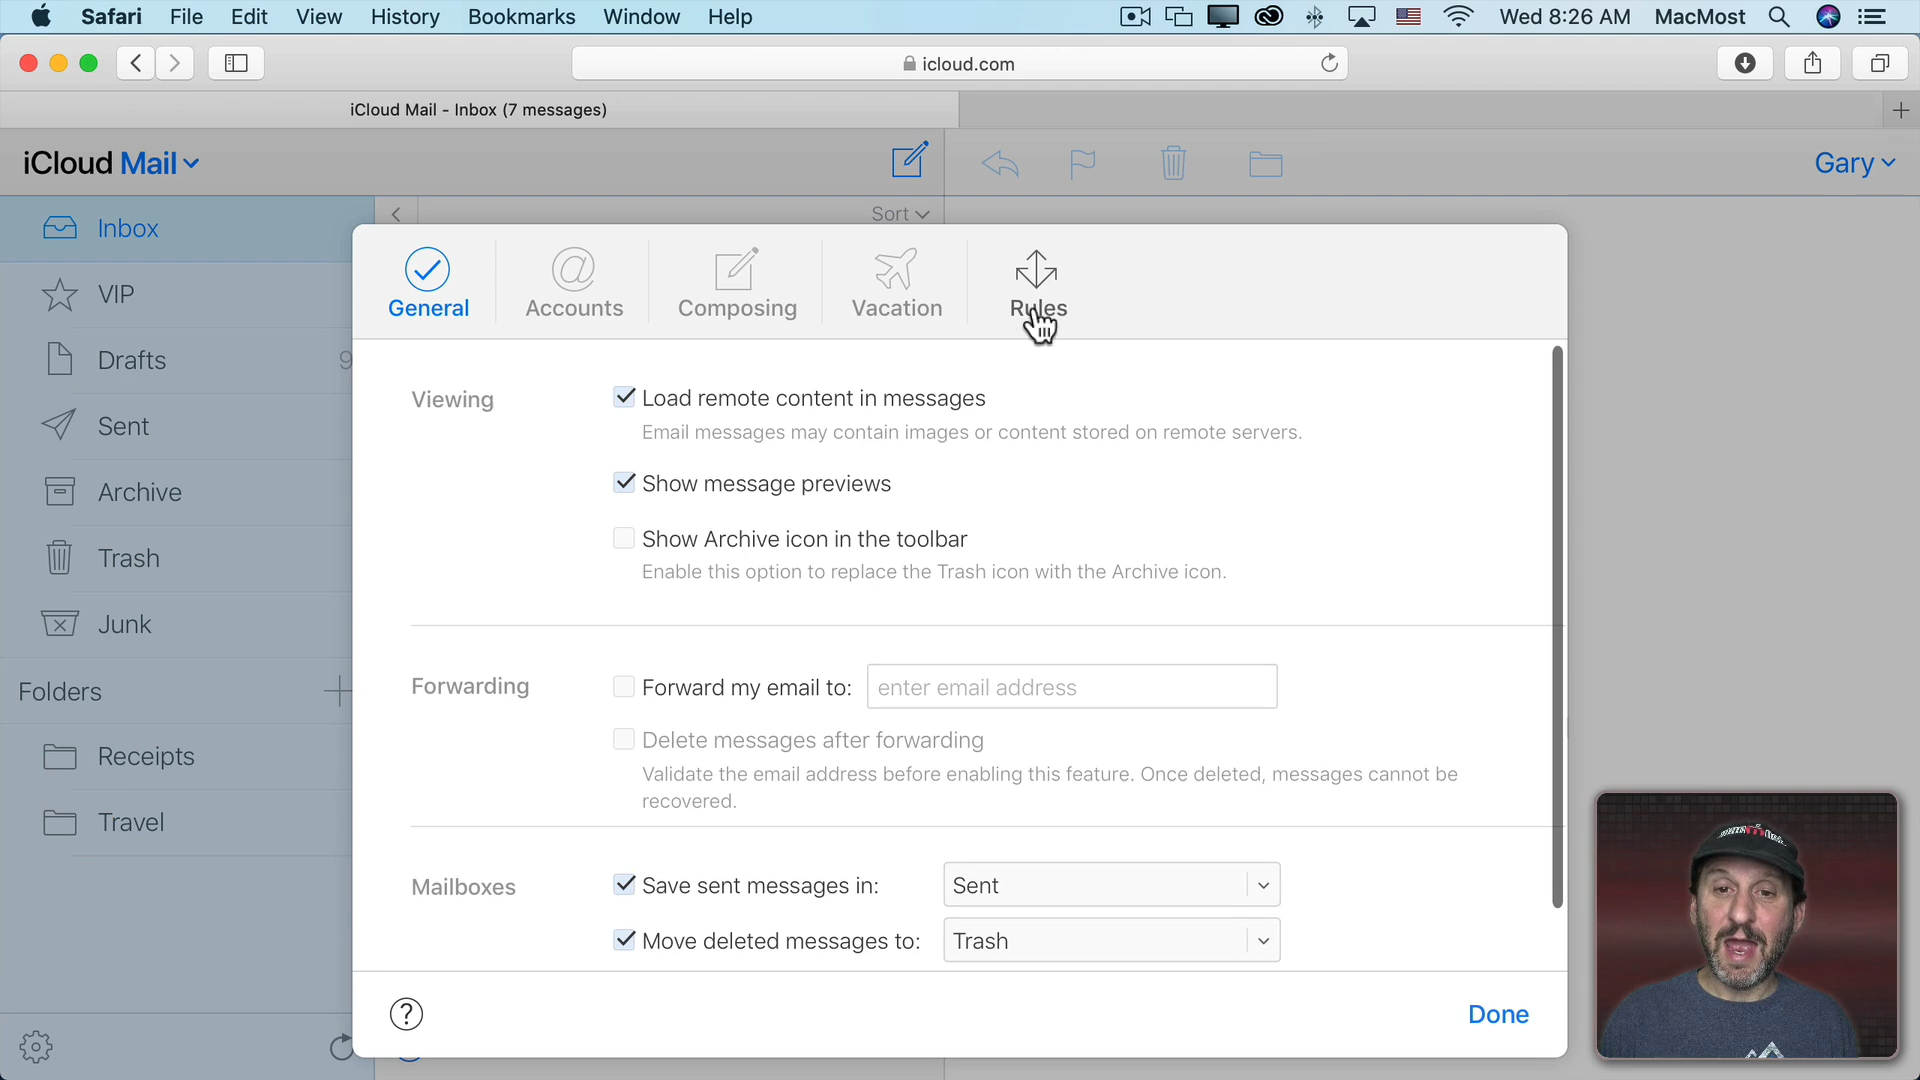 Safari File Edit View History Bookmarks Window Help Wed 8:26 AM MacMost
icloud.com
iCloud Mail - Inbox (7 messages)
iCloud Mail
Gary
Sort
Inbox
VIP
Drafts 9
Sent
Archive
Trash
Junk
Folders
Receipts
Travel
General Accounts Composing Vacation Rules
Viewing
Load remote content in messages
Email messages may contain images or content stored on remote servers.
Show message previews
Show Archive icon in the toolbar
Enable this option to replace the Trash icon with the Archive icon.
Forwarding
Forward my email to: enter email address
Delete messages after forwarding
Validate the email address before enabling this feature. Once deleted, messages cannot be
recovered.
Mailboxes
Save sent messages in: Sent
Move deleted messages to: Trash
? Done